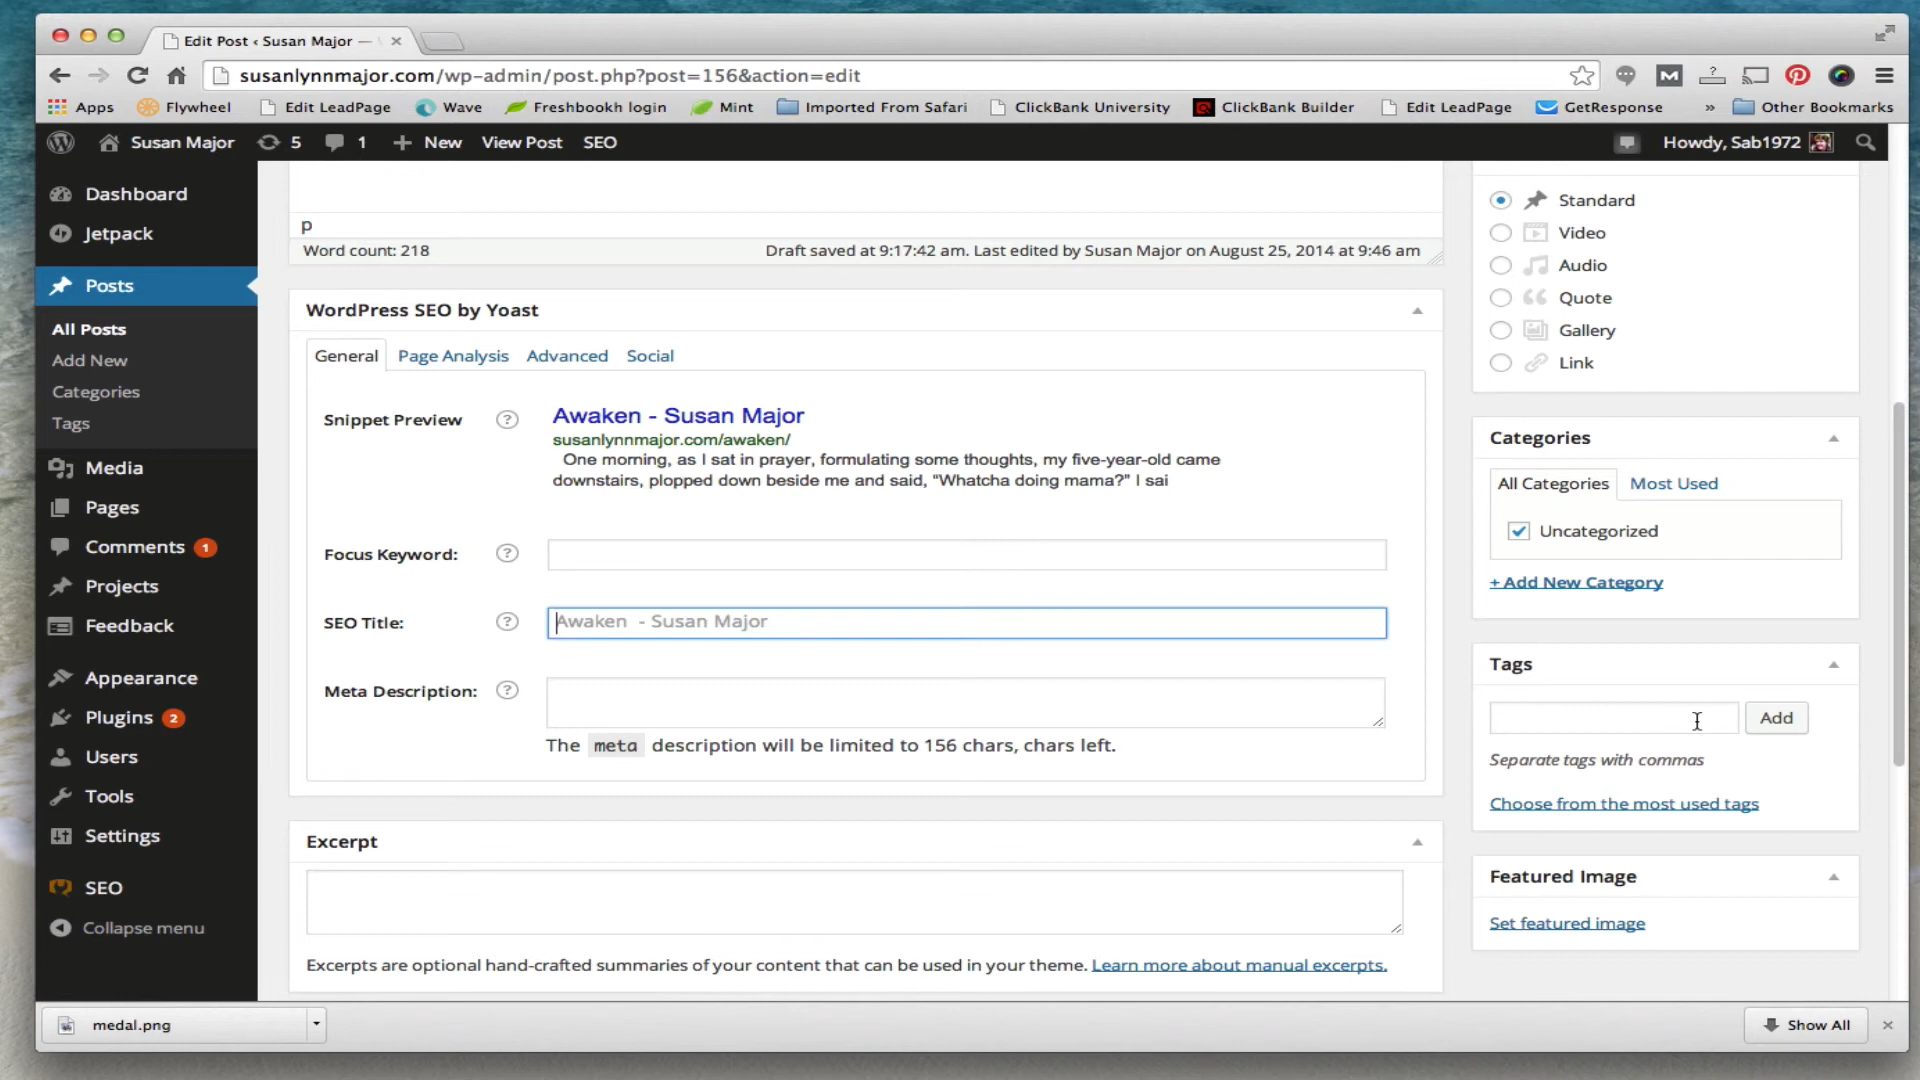 Edit Post ‹ Susan Major —
susanlynnmajor.com/wp-admin/post.php?post=156&action=edit
Apps Flywheel Edit LeadPage Wave Freshbookh login Mint Imported From Safari ClickBank University ClickBank Builder Edit LeadPage GetResponse » Other Bookmarks
Susan Major 5 1 + New View Post SEO Howdy, Sab1972
Dashboard
Jetpack
Posts
All Posts
Add New
Categories
Tags
Media
Pages
Comments 1
Projects
Feedback
Appearance
Plugins 2
Users
Tools
Settings
SEO
Collapse menu
p
Word count: 218 Draft saved at 9:17:42 am. Last edited by Susan Major on August 25, 2014 at 9:46 am
WordPress SEO by Yoast
General Page Analysis Advanced Social
Snippet Preview ? Awaken - Susan Major
susanlynnmajor.com/awaken/
One morning, as I sat in prayer, formulating some thoughts, my five-year-old came
downstairs, plopped down beside me and said, “Whatcha doing mama?” I sai
Focus Keyword: ?
SEO Title: ? Awaken - Susan Major
Meta Description: ?
The meta description will be limited to 156 chars, chars left.
Excerpt
Excerpts are optional hand-crafted summaries of your content that can be used in your theme. Learn more about manual excerpts.
Standard
Video
Audio
Quote
Gallery
Link
Categories
All Categories Most Used
Uncategorized
+ Add New Category
Tags
Add
Separate tags with commas
Choose from the most used tags
Featured Image
Set featured image
medal.png Show All